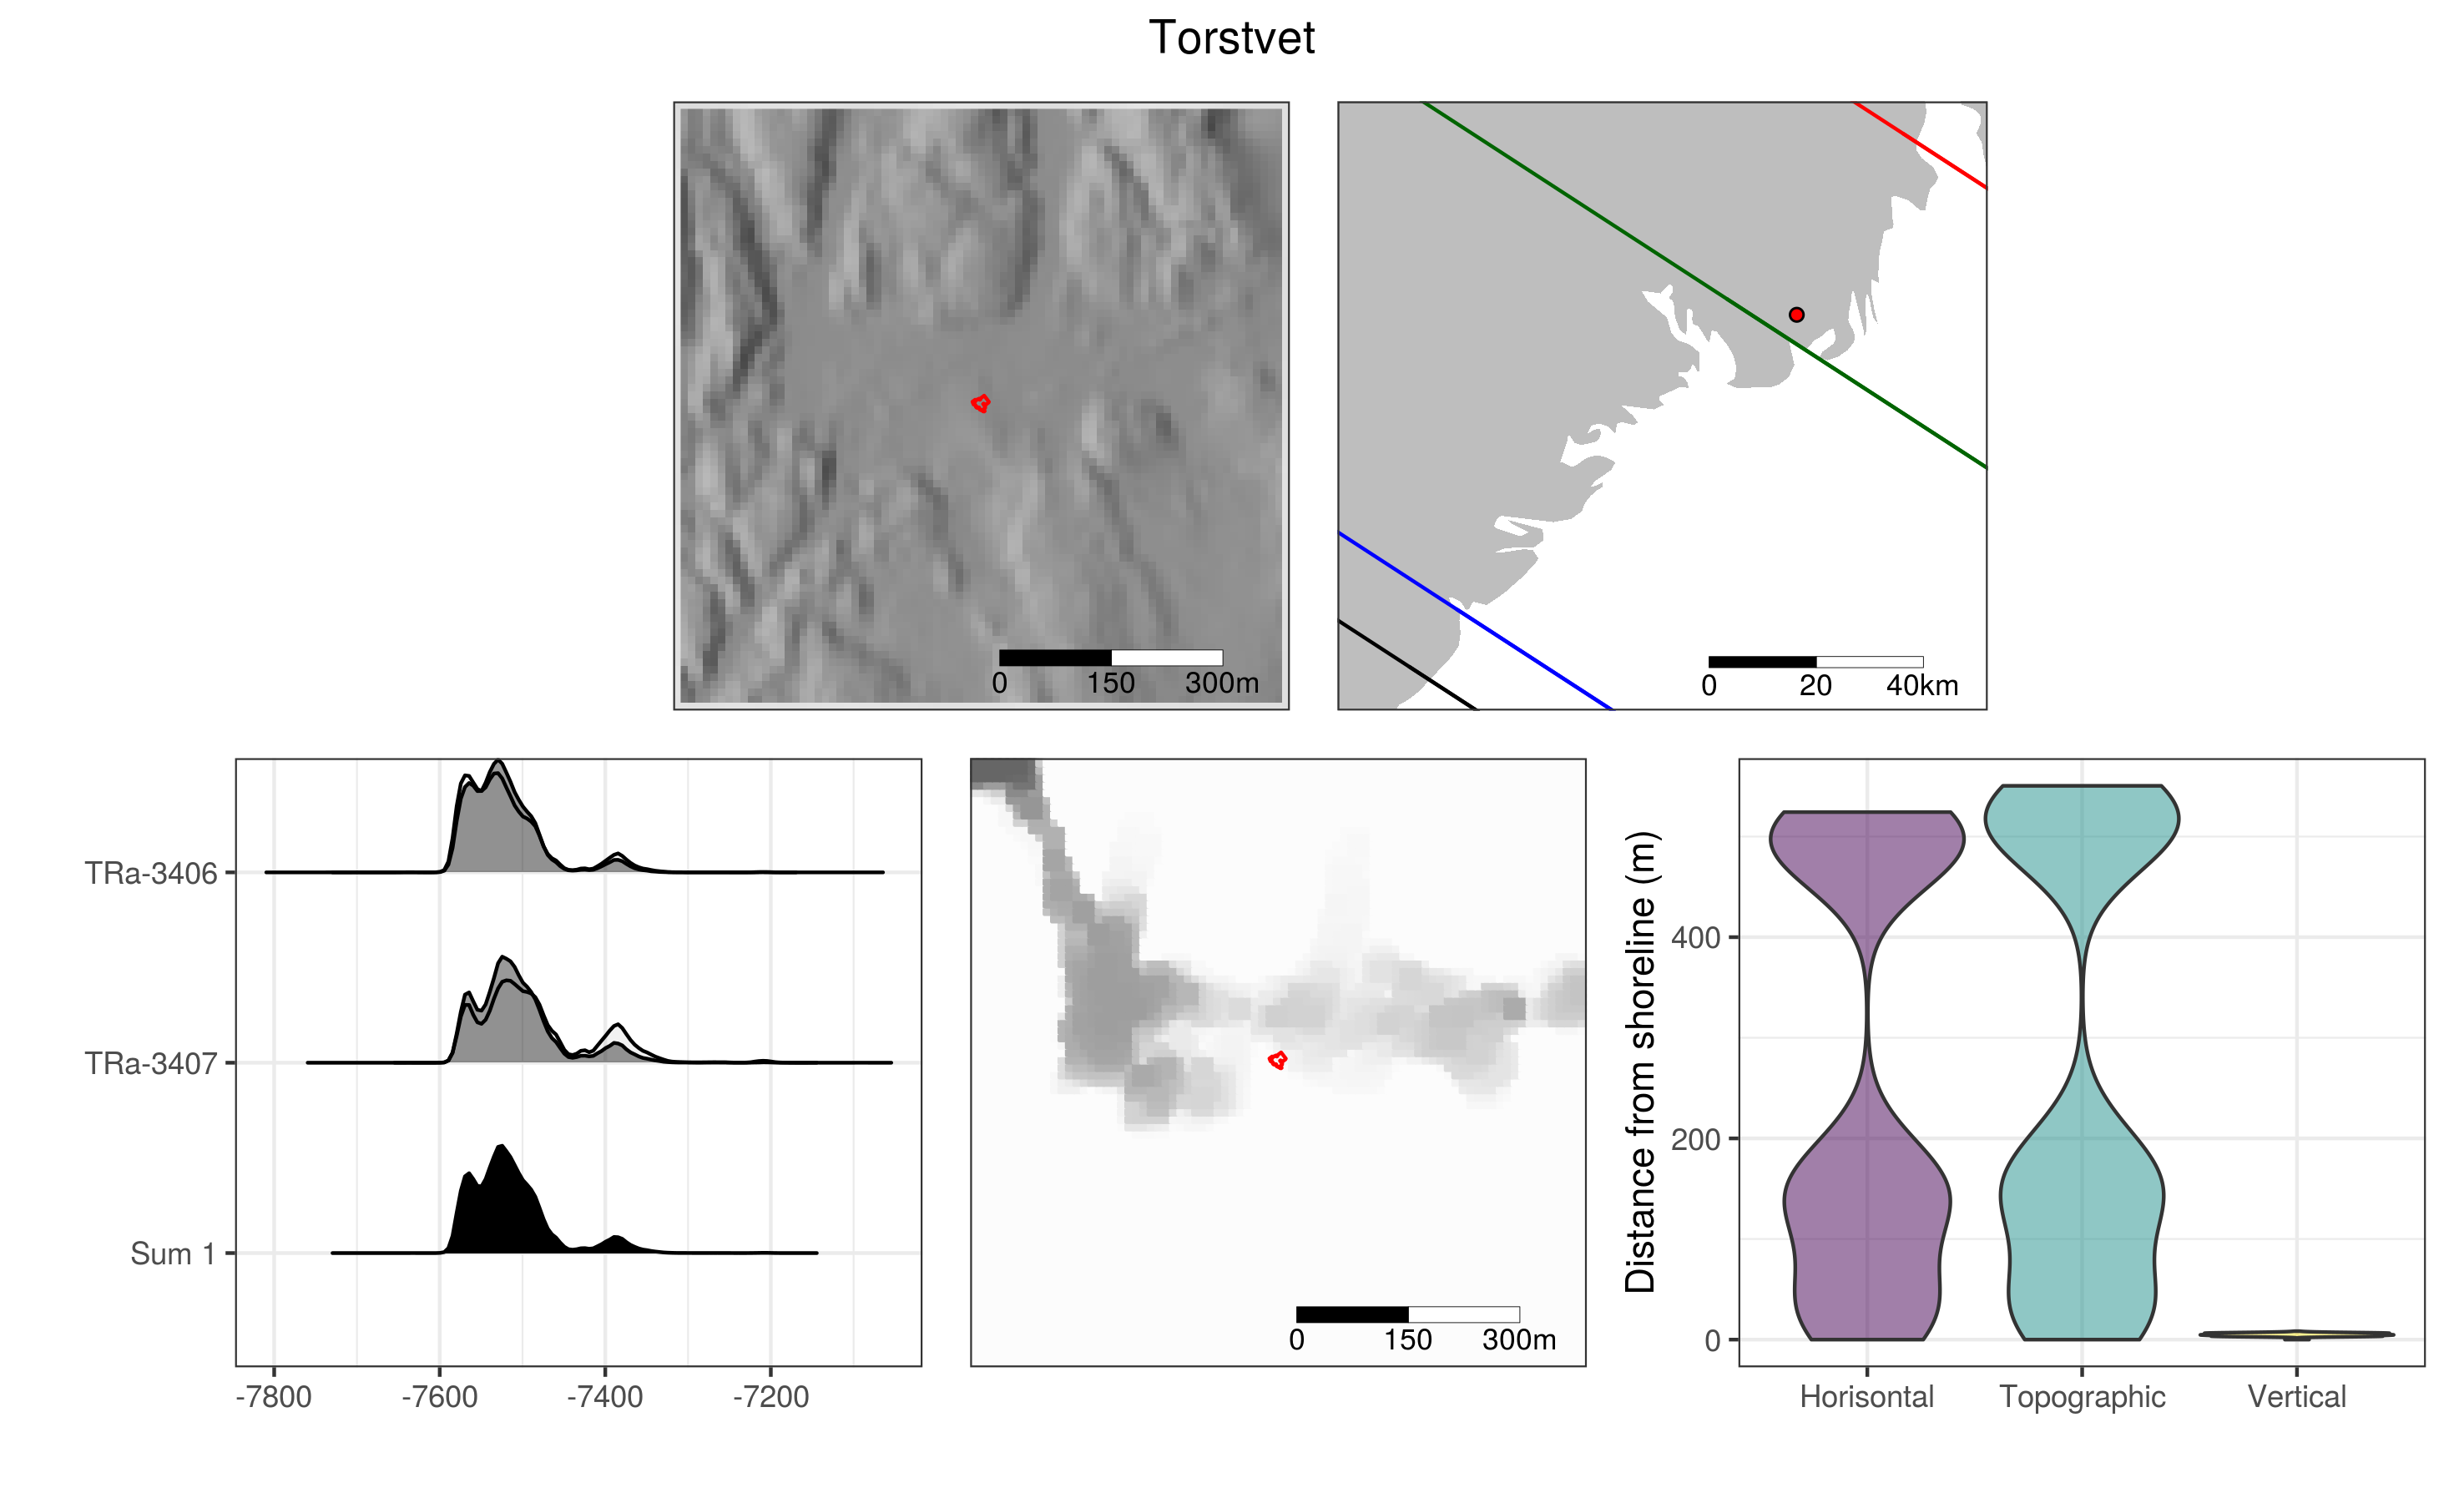 Torstvet
0 150 300m
0 20 40km
TRa-3406
TRa-3407
Sum 1
-7800 -7600 -7400 -7200
0 150 300m
Distance from shoreline (m)
400
200
0
Horisontal Topographic Vertical